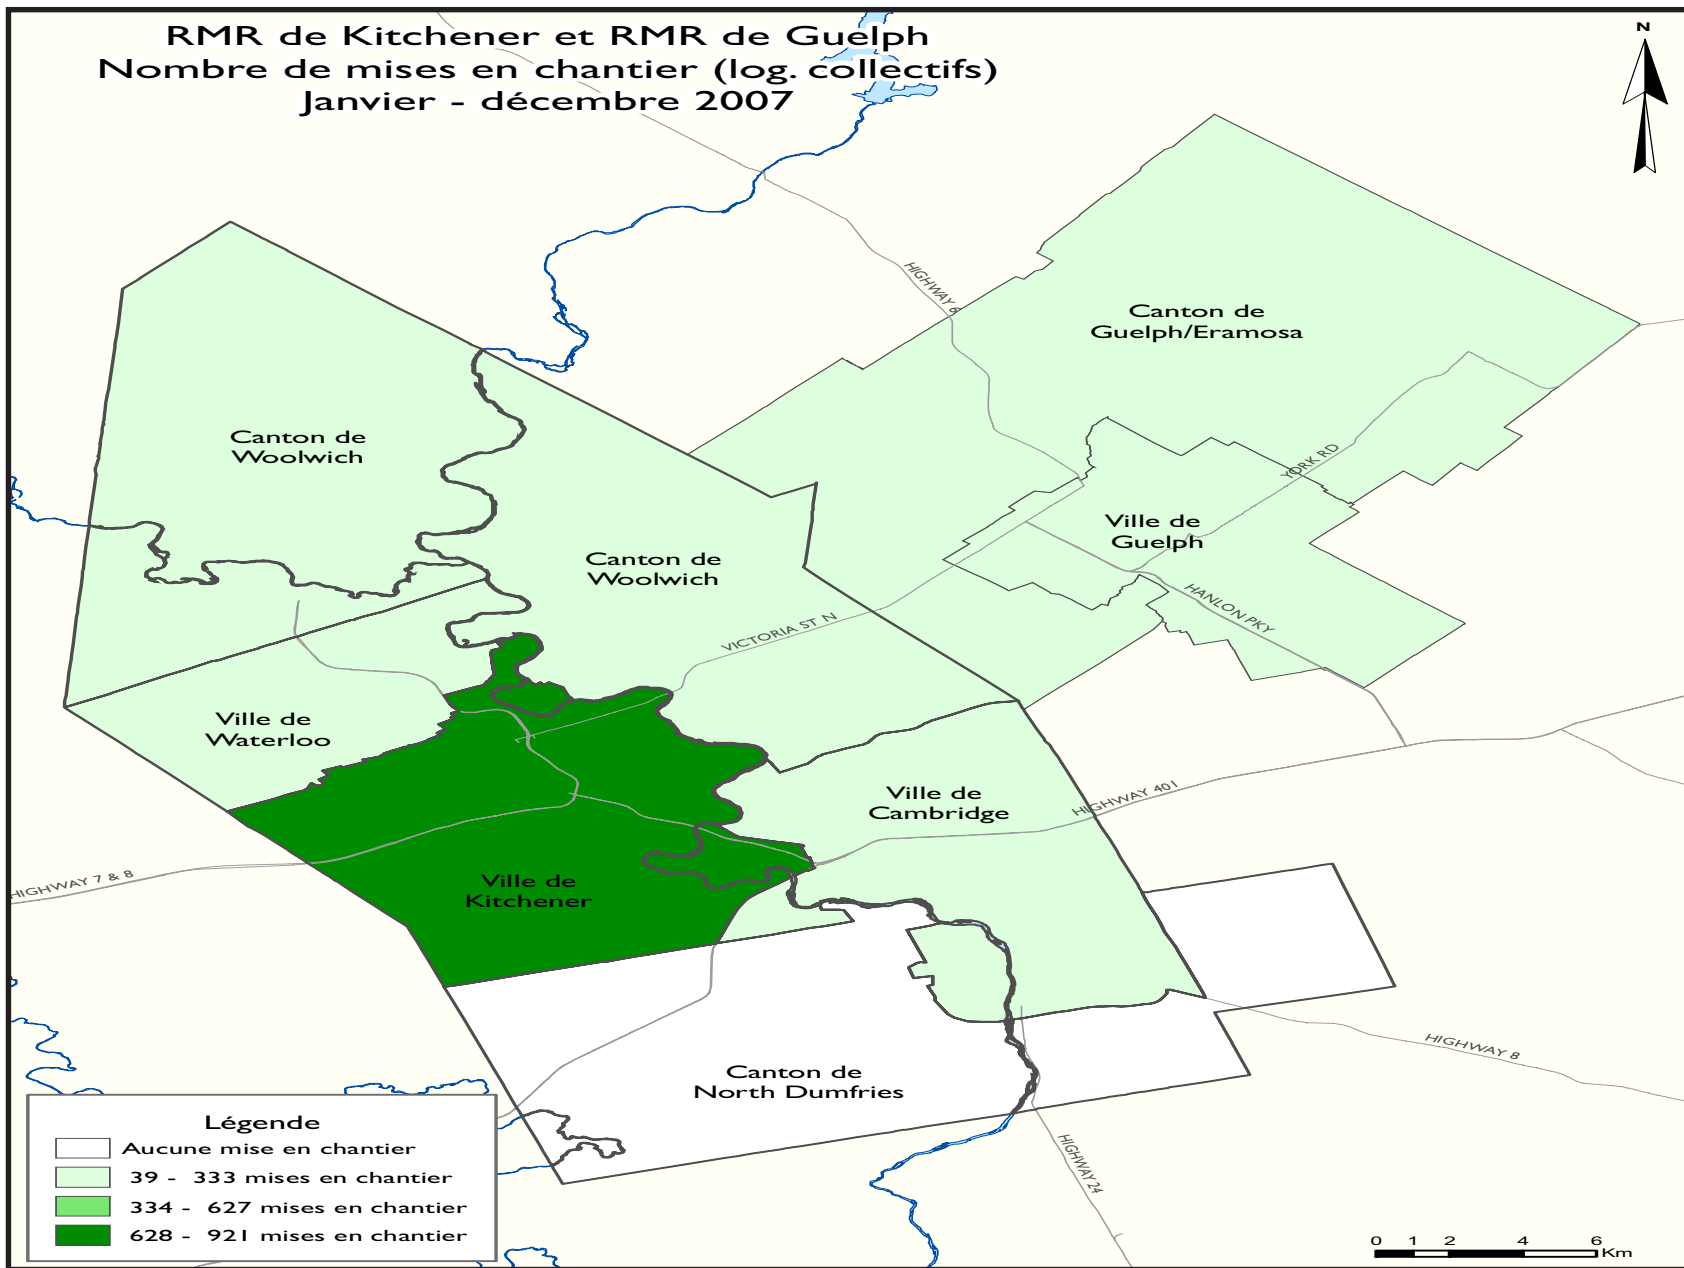 RMR de Kitchener et RMR de Guelph
Nombre de mises en chantier (log. collectifs)
Janvier - décembre 2007
N
HIGHWAY 6
Canton de
Guelph/Eramosa
Canton de
Woolwich
YORK RD
Ville de
Guelph
Canton de
Woolwich
HANLON PKY
VICTORIA ST N
Ville de
Waterloo
Ville de
Cambridge
HIGHWAY 401
HIGHWAY 7 & 8
Ville de
Kitchener
HIGHWAY 8
Canton de
North Dumfries
HIGHWAY 24
Légende
Aucune mise en chantier
39 - 333 mises en chantier
334 - 627 mises en chantier
628 - 921 mises en chantier
0 1 2 4 6
Km